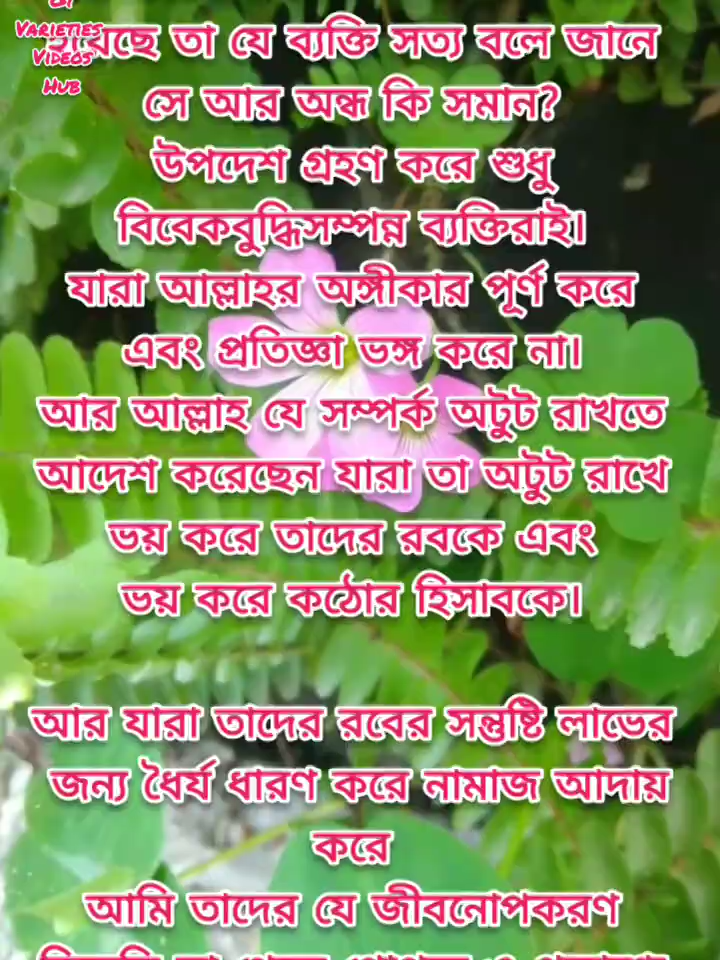 Varieties
Videos
Hub
তা যে ব্যক্তি সত্য বলে জানে
সে আর অন্ধ কি সমান?
উপদেশ গ্রহণ করে শুধু
বিবেকবুদ্ধিসম্পন্ন ব্যক্তিরাই।
যারা আল্লাহর অঙ্গীকার পূর্ণ করে
এবং প্রতিজ্ঞা ভঙ্গ করে না।
আর আল্লাহ যে সম্পর্ক অটুট রাখতে
আদেশ করেছেন যারা তা অটুট রাখে
ভয় করে তাদের রবকে এবং
ভয় করে কঠোর হিসাবকে।
আর যারা তাদের রবের সন্তুষ্টি লাভের
জন্য ধৈর্য ধারণ করে নামাজ আদায়
করে
আমি তাদের যে জীবনোপকরণ